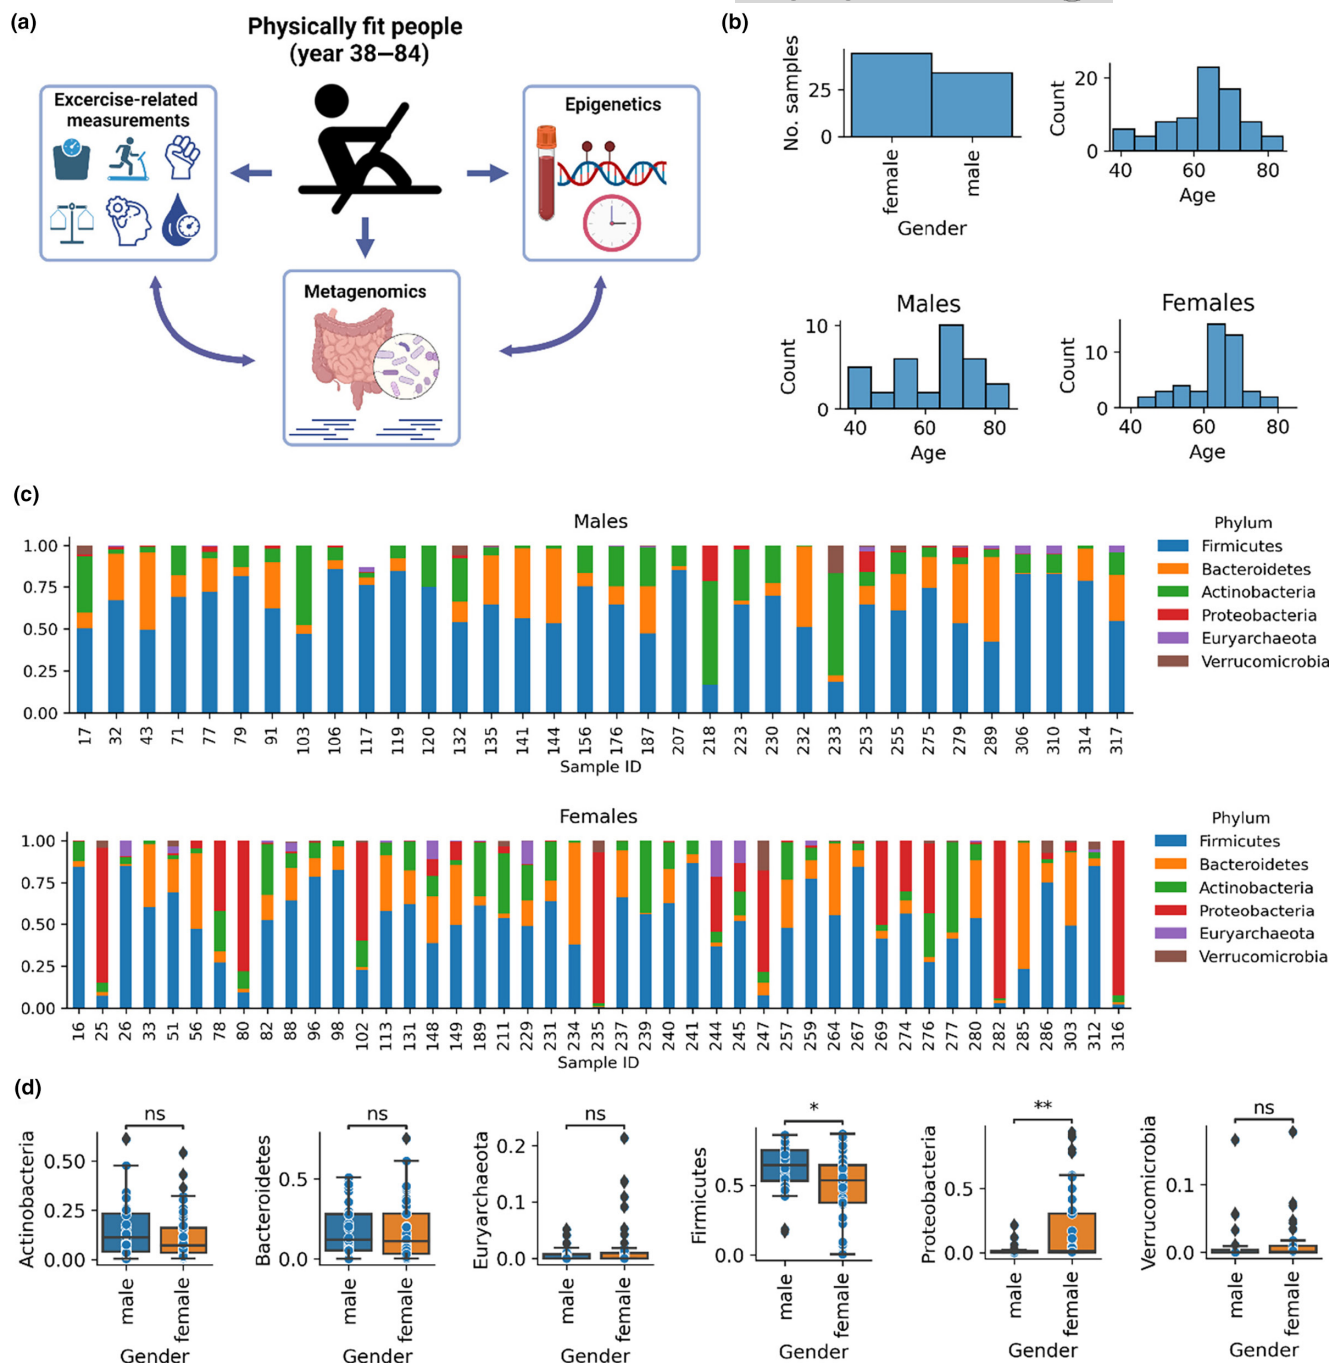 (a)
Physically fit people
(year 38–84)
Excercise-related
measurements
Epigenetics
Metagenomics
(b)
No. samples
25
0
female
male
Gender
Count
20
0
40
60
80
Age
Males
Count
10
0
40
60
80
Age
Females
Count
10
0
40
60
80
Age
(c)
Males
1.00
0.75
0.50
0.25
0.00
17 32 43 71 77 79 91 103 106 117 119 120 132 135 141 144 156 176 187 207 218 223 230 232 233 253 255 275 279 289 306 310 314 317
Sample ID
Phylum
Firmicutes
Bacteroidetes
Actinobacteria
Proteobacteria
Euryarchaeota
Verrucomicrobia
Females
1.00
0.75
0.50
0.25
0.00
16 25 26 33 51 56 78 80 82 88 96 98 102 113 131 148 149 189 211 229 231 234 235 237 239 240 241 244 245 247 257 259 264 267 269 274 276 277 280 282 285 286 303 312 316
Sample ID
Phylum
Firmicutes
Bacteroidetes
Actinobacteria
Proteobacteria
Euryarchaeota
Verrucomicrobia
(d)
ns
Actinobacteria
0.50
0.25
0.00
male
female
Gender
ns
Bacteroidetes
0.5
0.0
male
female
Gender
ns
Euryarchaeota
0.2
0.1
0.0
male
female
Gender
*
Firmicutes
0.5
0.0
male
female
Gender
**
Proteobacteria
0.5
0.0
male
female
Gender
ns
Verrucomicrobia
0.1
0.0
male
female
Gender